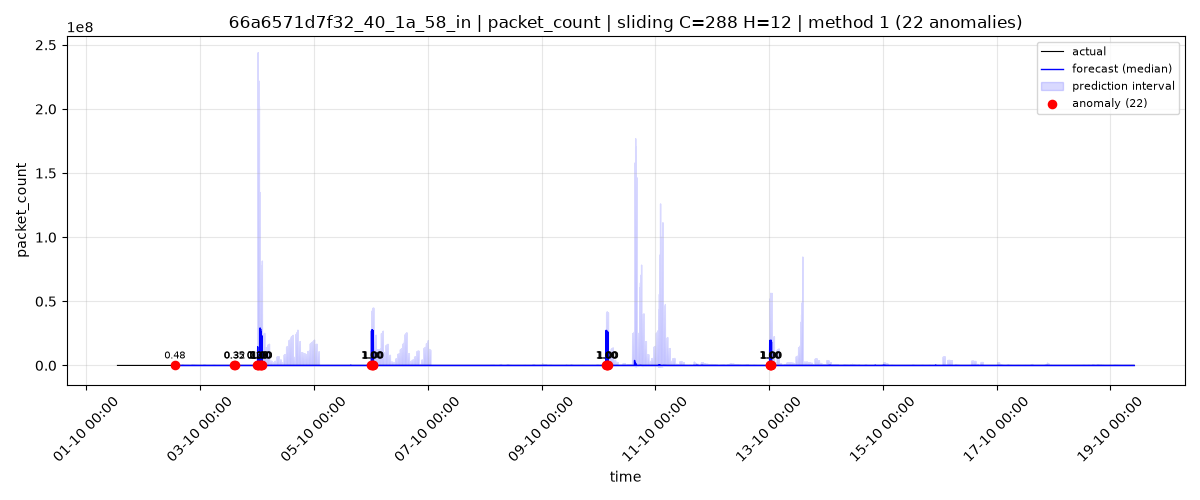 66a6571d7f32_40_1a_58_in | packet_count | sliding C=288 H=12 | method 1 (22 anomalies)
1e8
2.5
2.0
1.5
1.0
0.5
0.0
packet_count
actual
forecast (median)
prediction interval
anomaly (22)
0.48
1.00
1.00
1.00
01-10 00:00
03-10 00:00
05-10 00:00
07-10 00:00
09-10 00:00
11-10 00:00
13-10 00:00
15-10 00:00
17-10 00:00
19-10 00:00
time